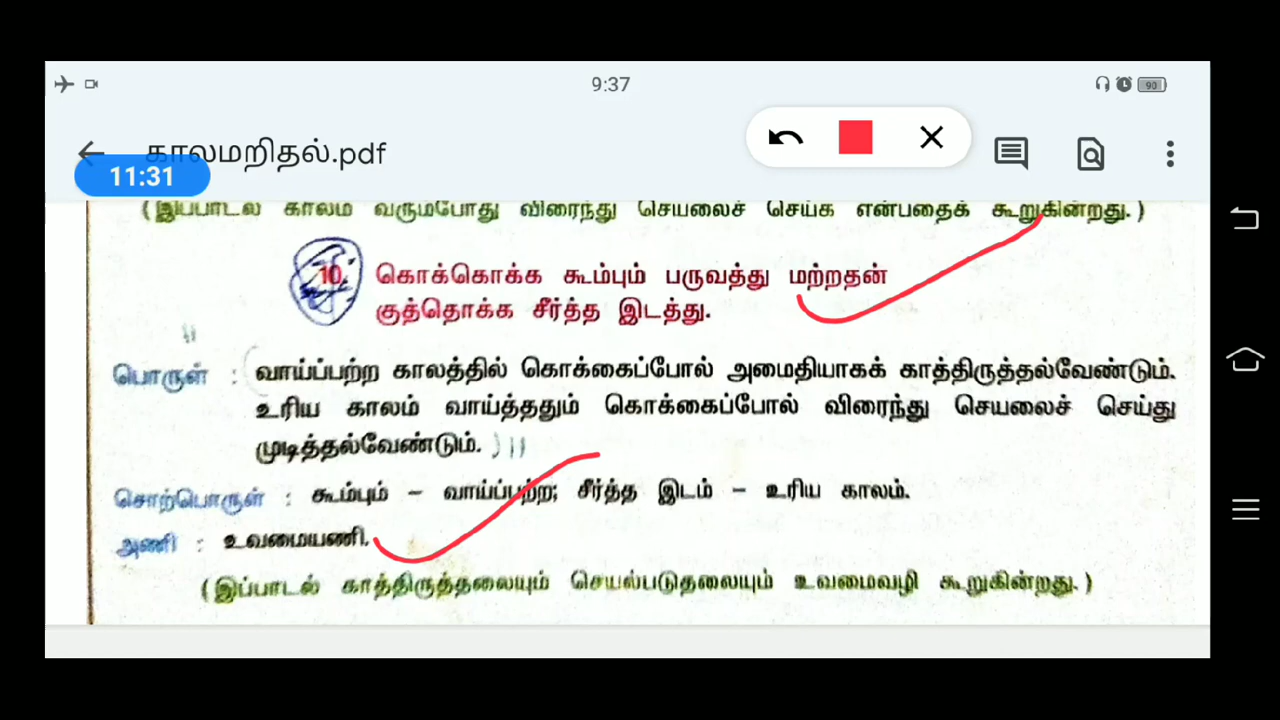 9:37
90
காலமறிதல்.pdf
11:31
(இப்பாடல் காலம் வரும்போது விரைந்து செயலைச் செய்க என்பதைக் கூறுகின்றது.)
10. கொக்கொக்க கூம்பும் பருவத்து மற்றதன்
குத்தொக்க சீர்த்த இடத்து.
பொருள் : வாய்ப்பற்ற காலத்தில் கொக்கைப்போல் அமைதியாகக் காத்திருத்தல்வேண்டும்.
உரிய காலம் வாய்த்ததும் கொக்கைப்போல் விரைந்து செயலைச் செய்து
முடித்தல்வேண்டும்.
சொற்பொருள் : கூம்பும் – வாய்ப்பற்ற; சீர்த்த இடம் – உரிய காலம்.
அணி : உவமையணி.
(இப்பாடல் காத்திருத்தலையும் செயல்படுதலையும் உவமைவழி கூறுகின்றது.)